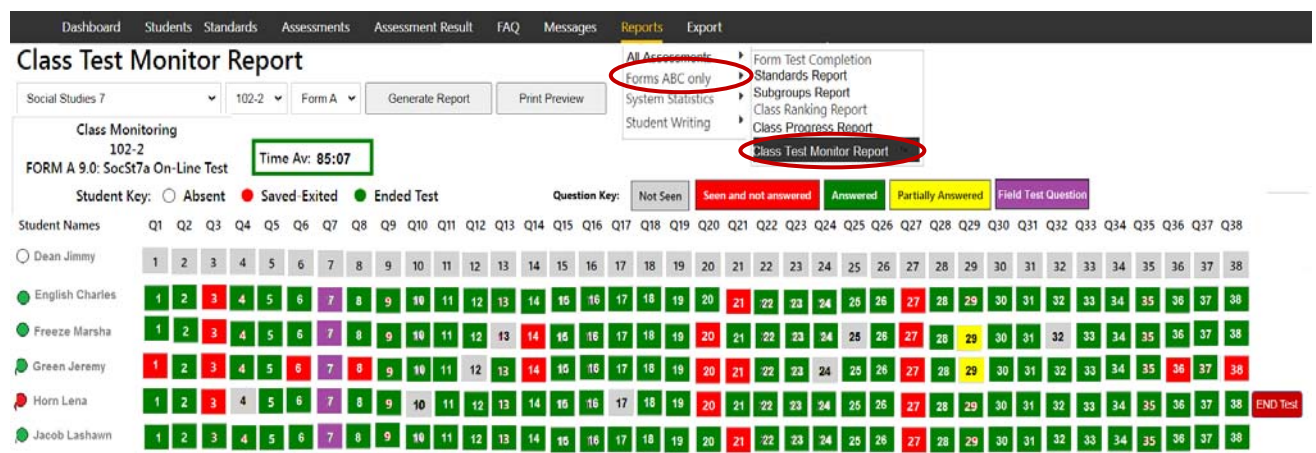 Dashboard Students Standards Assessments Assessment Result FAQ Messages Reports Export
Class Test Monitor Report
All Assessments
Forms ABC only
System Statistics
Student Writing
Form Test Completion
Standards Report
Subgroups Report
Class Ranking Report
Class Progress Report
Class Test Monitor Report
Social Studies 7 102-2 Form A Generate Report Print Preview
Class Monitoring
102-2
FORM A 9.0: SocSt7a On-Line Test
Time Av: 85:07
Student Key: Absent Saved-Exited Ended Test Question Key: Not Seen Seen and not answered Answered Partially Answered Field Test Question
Student Names Q1 Q2 Q3 Q4 Q5 Q6 Q7 Q8 Q9 Q10 Q11 Q12 Q13 Q14 Q15 Q16 Q17 Q18 Q19 Q20 Q21 Q22 Q23 Q24 Q25 Q26 Q27 Q28 Q29 Q30 Q31 Q32 Q33 Q34 Q35 Q36 Q37 Q38
Dean Jimmy 1 2 3 4 5 6 7 8 9 10 11 12 13 14 15 16 17 18 19 20 21 22 23 24 25 26 27 28 29 30 31 32 33 34 35 36 37 38
English Charles 1 2 3 4 5 6 7 8 9 10 11 12 13 14 15 16 17 18 19 20 21 22 23 24 25 26 27 28 29 30 31 32 33 34 35 36 37 38
Freeze Marsha 1 2 3 4 5 6 7 8 9 10 11 12 13 14 15 16 17 18 19 20 21 22 23 24 25 26 27 28 29 30 31 32 33 34 35 36 37 38
Green Jeremy 1 2 3 4 5 6 7 8 9 10 11 12 13 14 15 16 17 18 19 20 21 22 23 24 25 26 27 28 29 30 31 32 33 34 35 36 37 38
Horn Lena 1 2 3 4 5 6 7 8 9 10 11 12 13 14 15 16 17 18 19 20 21 22 23 24 25 26 27 28 29 30 31 32 33 34 35 36 37 38 END Test
Jacob Lashawn 1 2 3 4 5 6 7 8 9 10 11 12 13 14 15 16 17 18 19 20 21 22 23 24 25 26 27 28 29 30 31 32 33 34 35 36 37 38